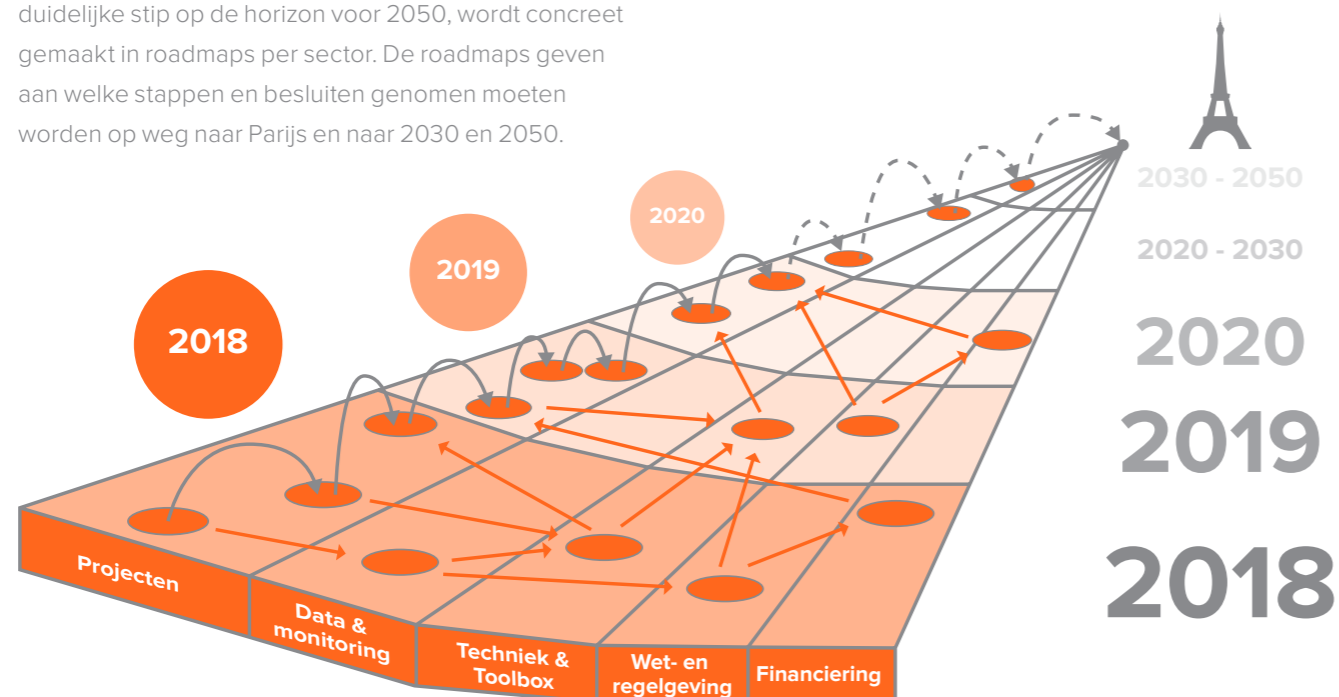 duidelijke stip op de horizon voor 2050, wordt concreet
gemaakt in roadmaps per sector. De roadmaps geven
aan welke stappen en besluiten genomen moeten
worden op weg naar Parijs en naar 2030 en 2050.
2030 - 2050
2020
2019
2020 - 2030
2018
2020
2019
2018
Projecten
Data &
monitoring
Techniek &
Toolbox
Wet- en
regelgeving
Financiering